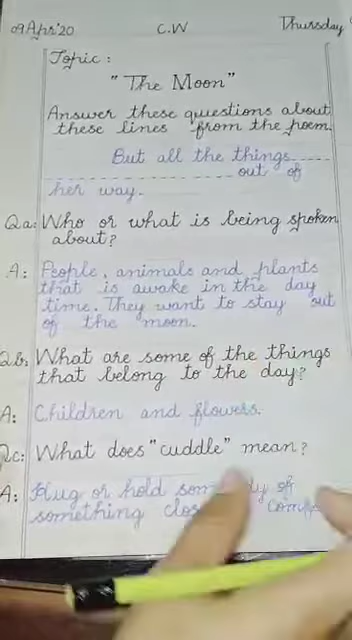 09 Apr'20 C.W Thursday
Topic:
"The Moon"
Answer these questions about
these lines from the poem.
But all the things
out of
her way.
Qa: Who or what is being spoken
about?
A: People, animals and plants
that is awake in the day
time. They want to stay out
of the moon.
Qb: What are some of the things
that belong to the day?
A: Children and flowers.
Qc: What does "cuddle" mean?
A: Hug or hold
something